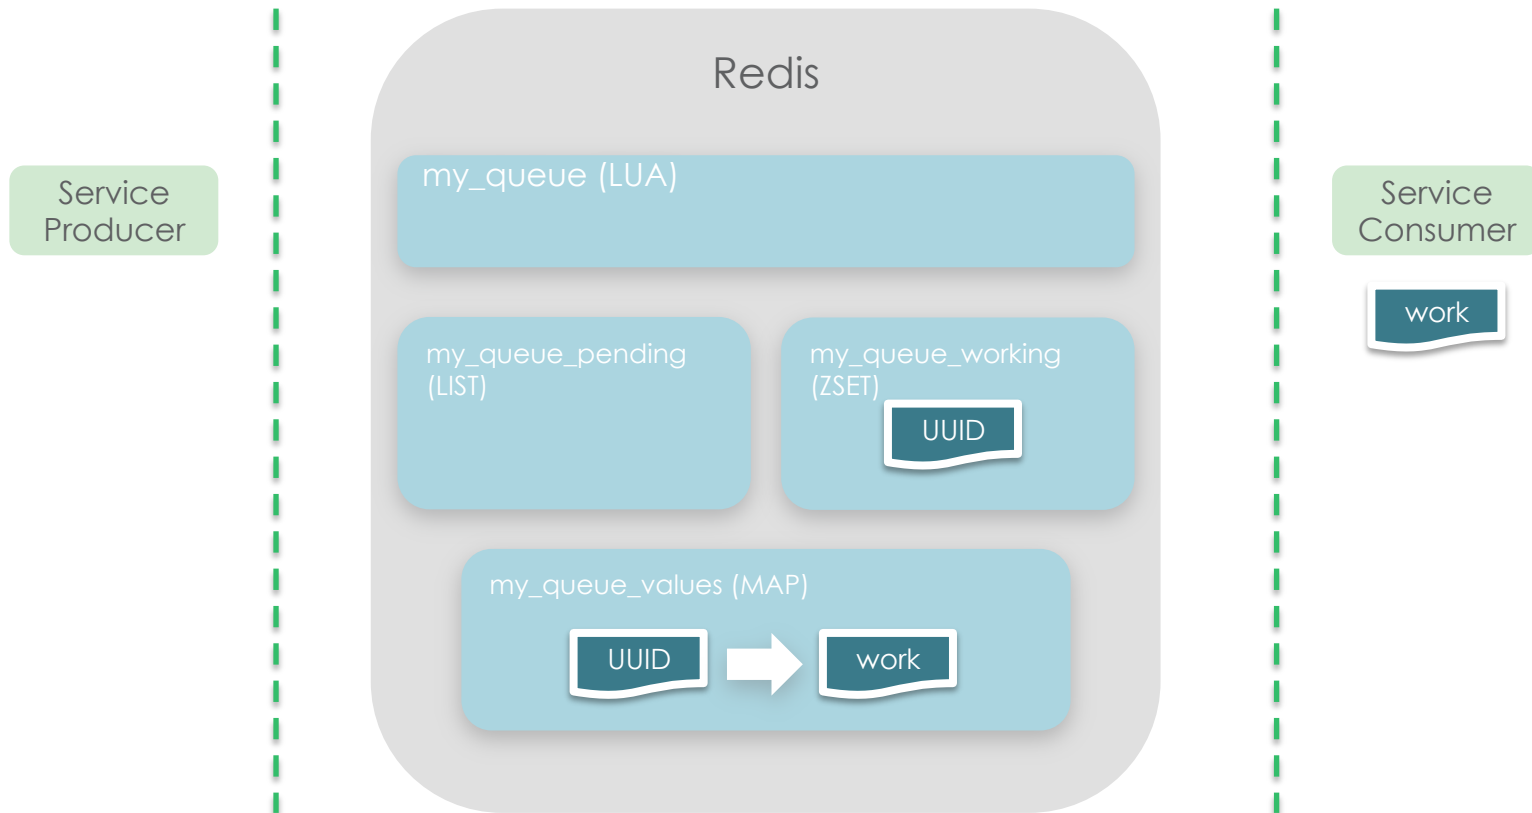 Redis
my_queue (LUA)
Service
Producer
Service
Consumer
work
my_queue_pending
(LIST)
my_queue_working
(ZSET)
UUID
my_queue_values (MAP)
UUID
work